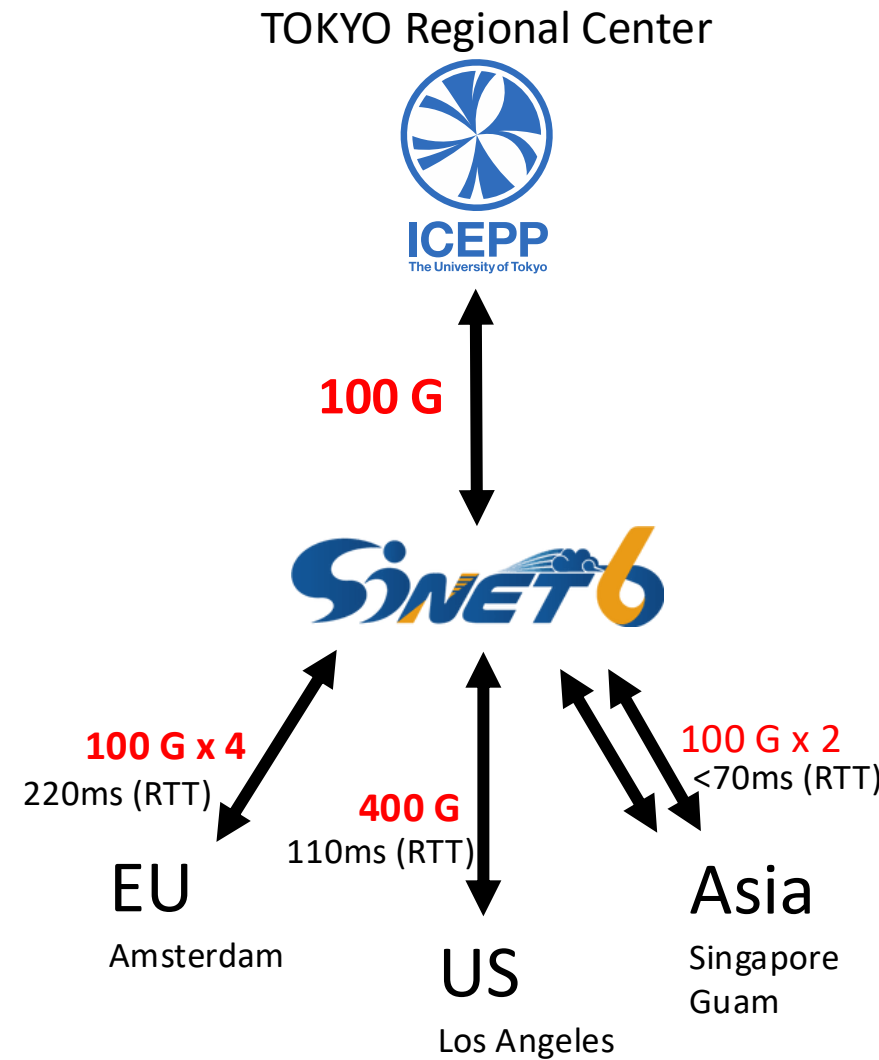 TOKYO Regional Center
ICEPP
The University of Tokyo
100 G
SINET6
100 G x 4
220ms (RTT)
400 G
110ms (RTT)
100 G x 2
<70ms (RTT)
EU
Amsterdam
US
Los Angeles
Asia
Singapore
Guam